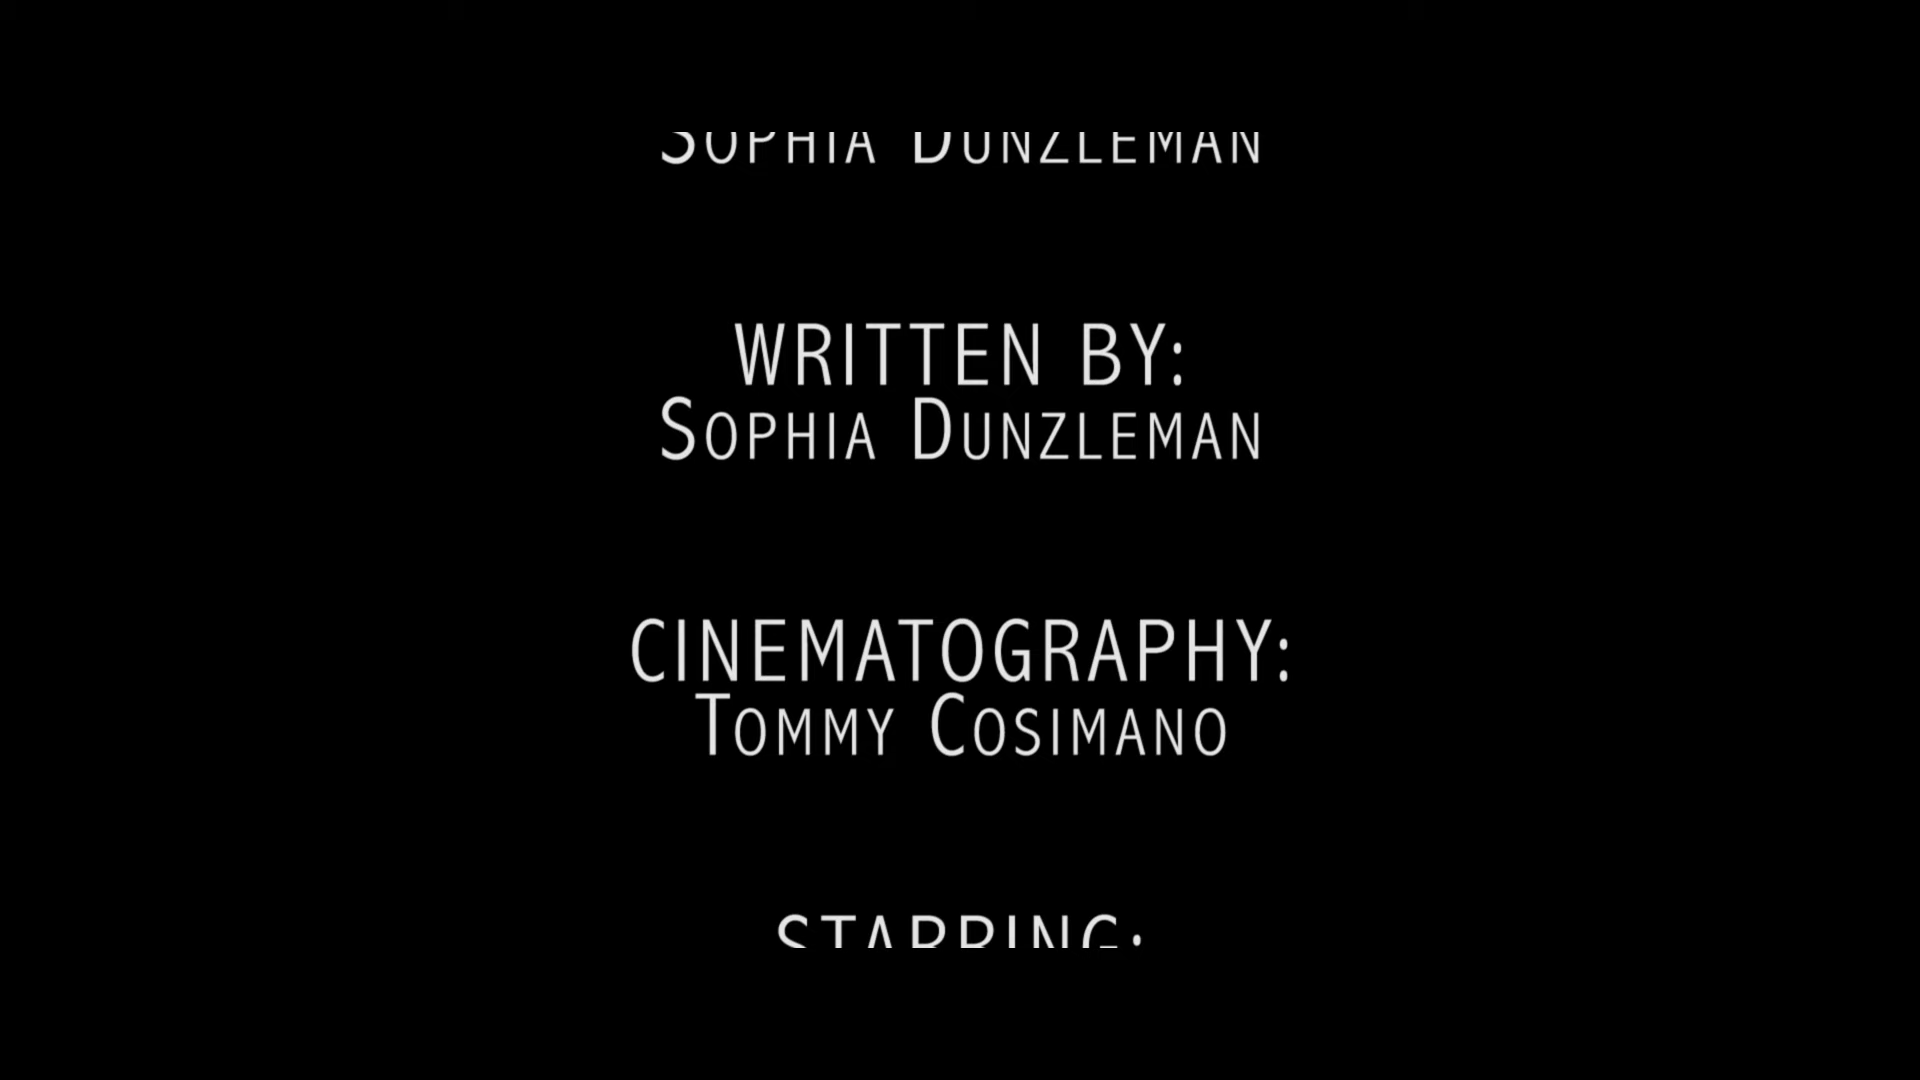 SOPHIA DUNZLEMAN
WRITTEN BY:
SOPHIA DUNZLEMAN
CINEMATOGRAPHY:
TOMMY COSIMANO
STARRING: